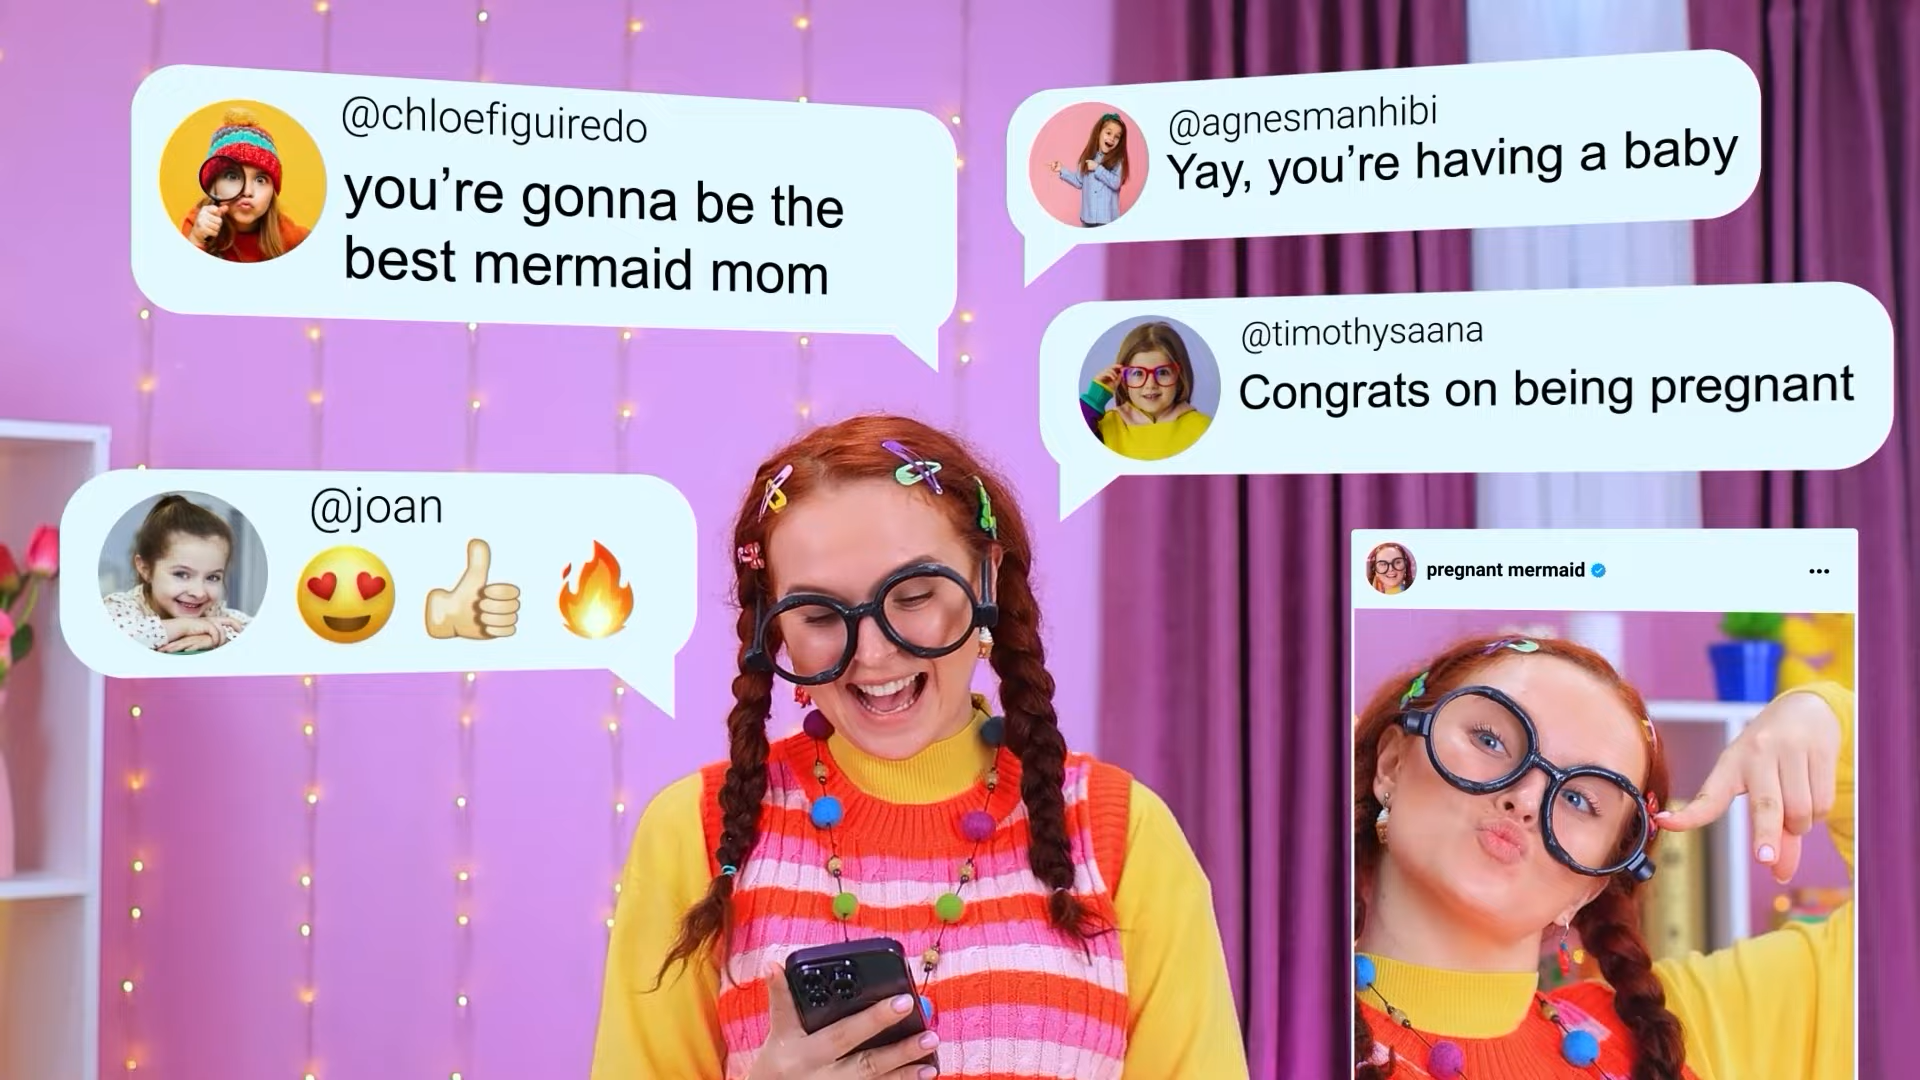 @chloefiguiredo
you're gonna be the
best mermaid mom
@agnesmanhibi
Yay, you're having a baby
@timothysaana
Congrats on being pregnant
@joan
pregnant mermaid